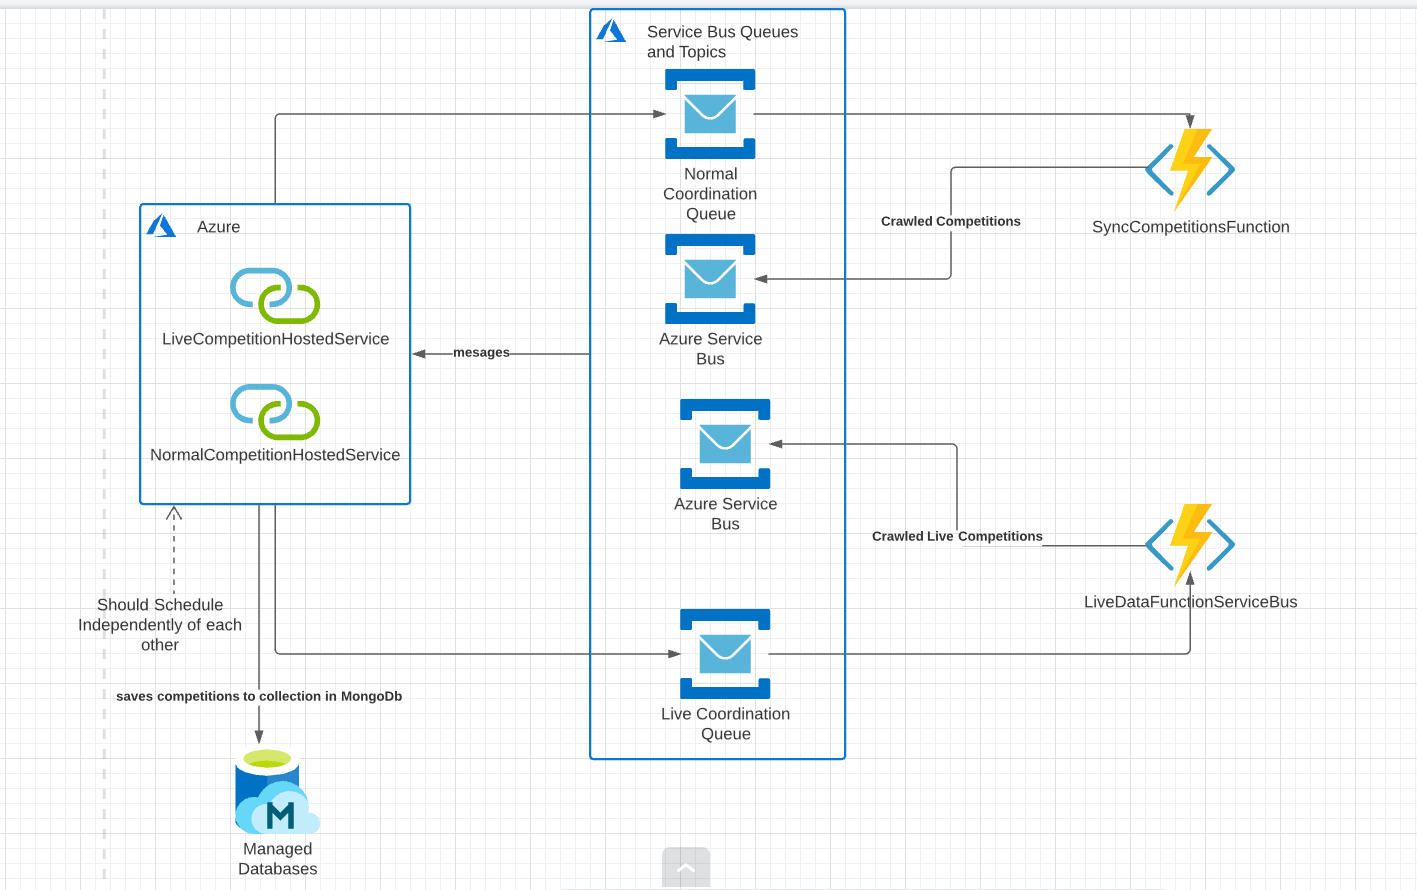 Service Bus Queues
and Topics
Normal
Coordination
Queue
Crawled Competitions
SyncCompetitionsFunction
Azure
LiveCompetitionHostedService
NormalCompetitionHostedService
mesages
Azure Service
Bus
Azure Service
Bus
Crawled Live Competitions
LiveDataFunctionServiceBus
Should Schedule
Independently of each
other
saves competitions to collection in MongoDb
Live Coordination
Queue
M
Managed
Databases